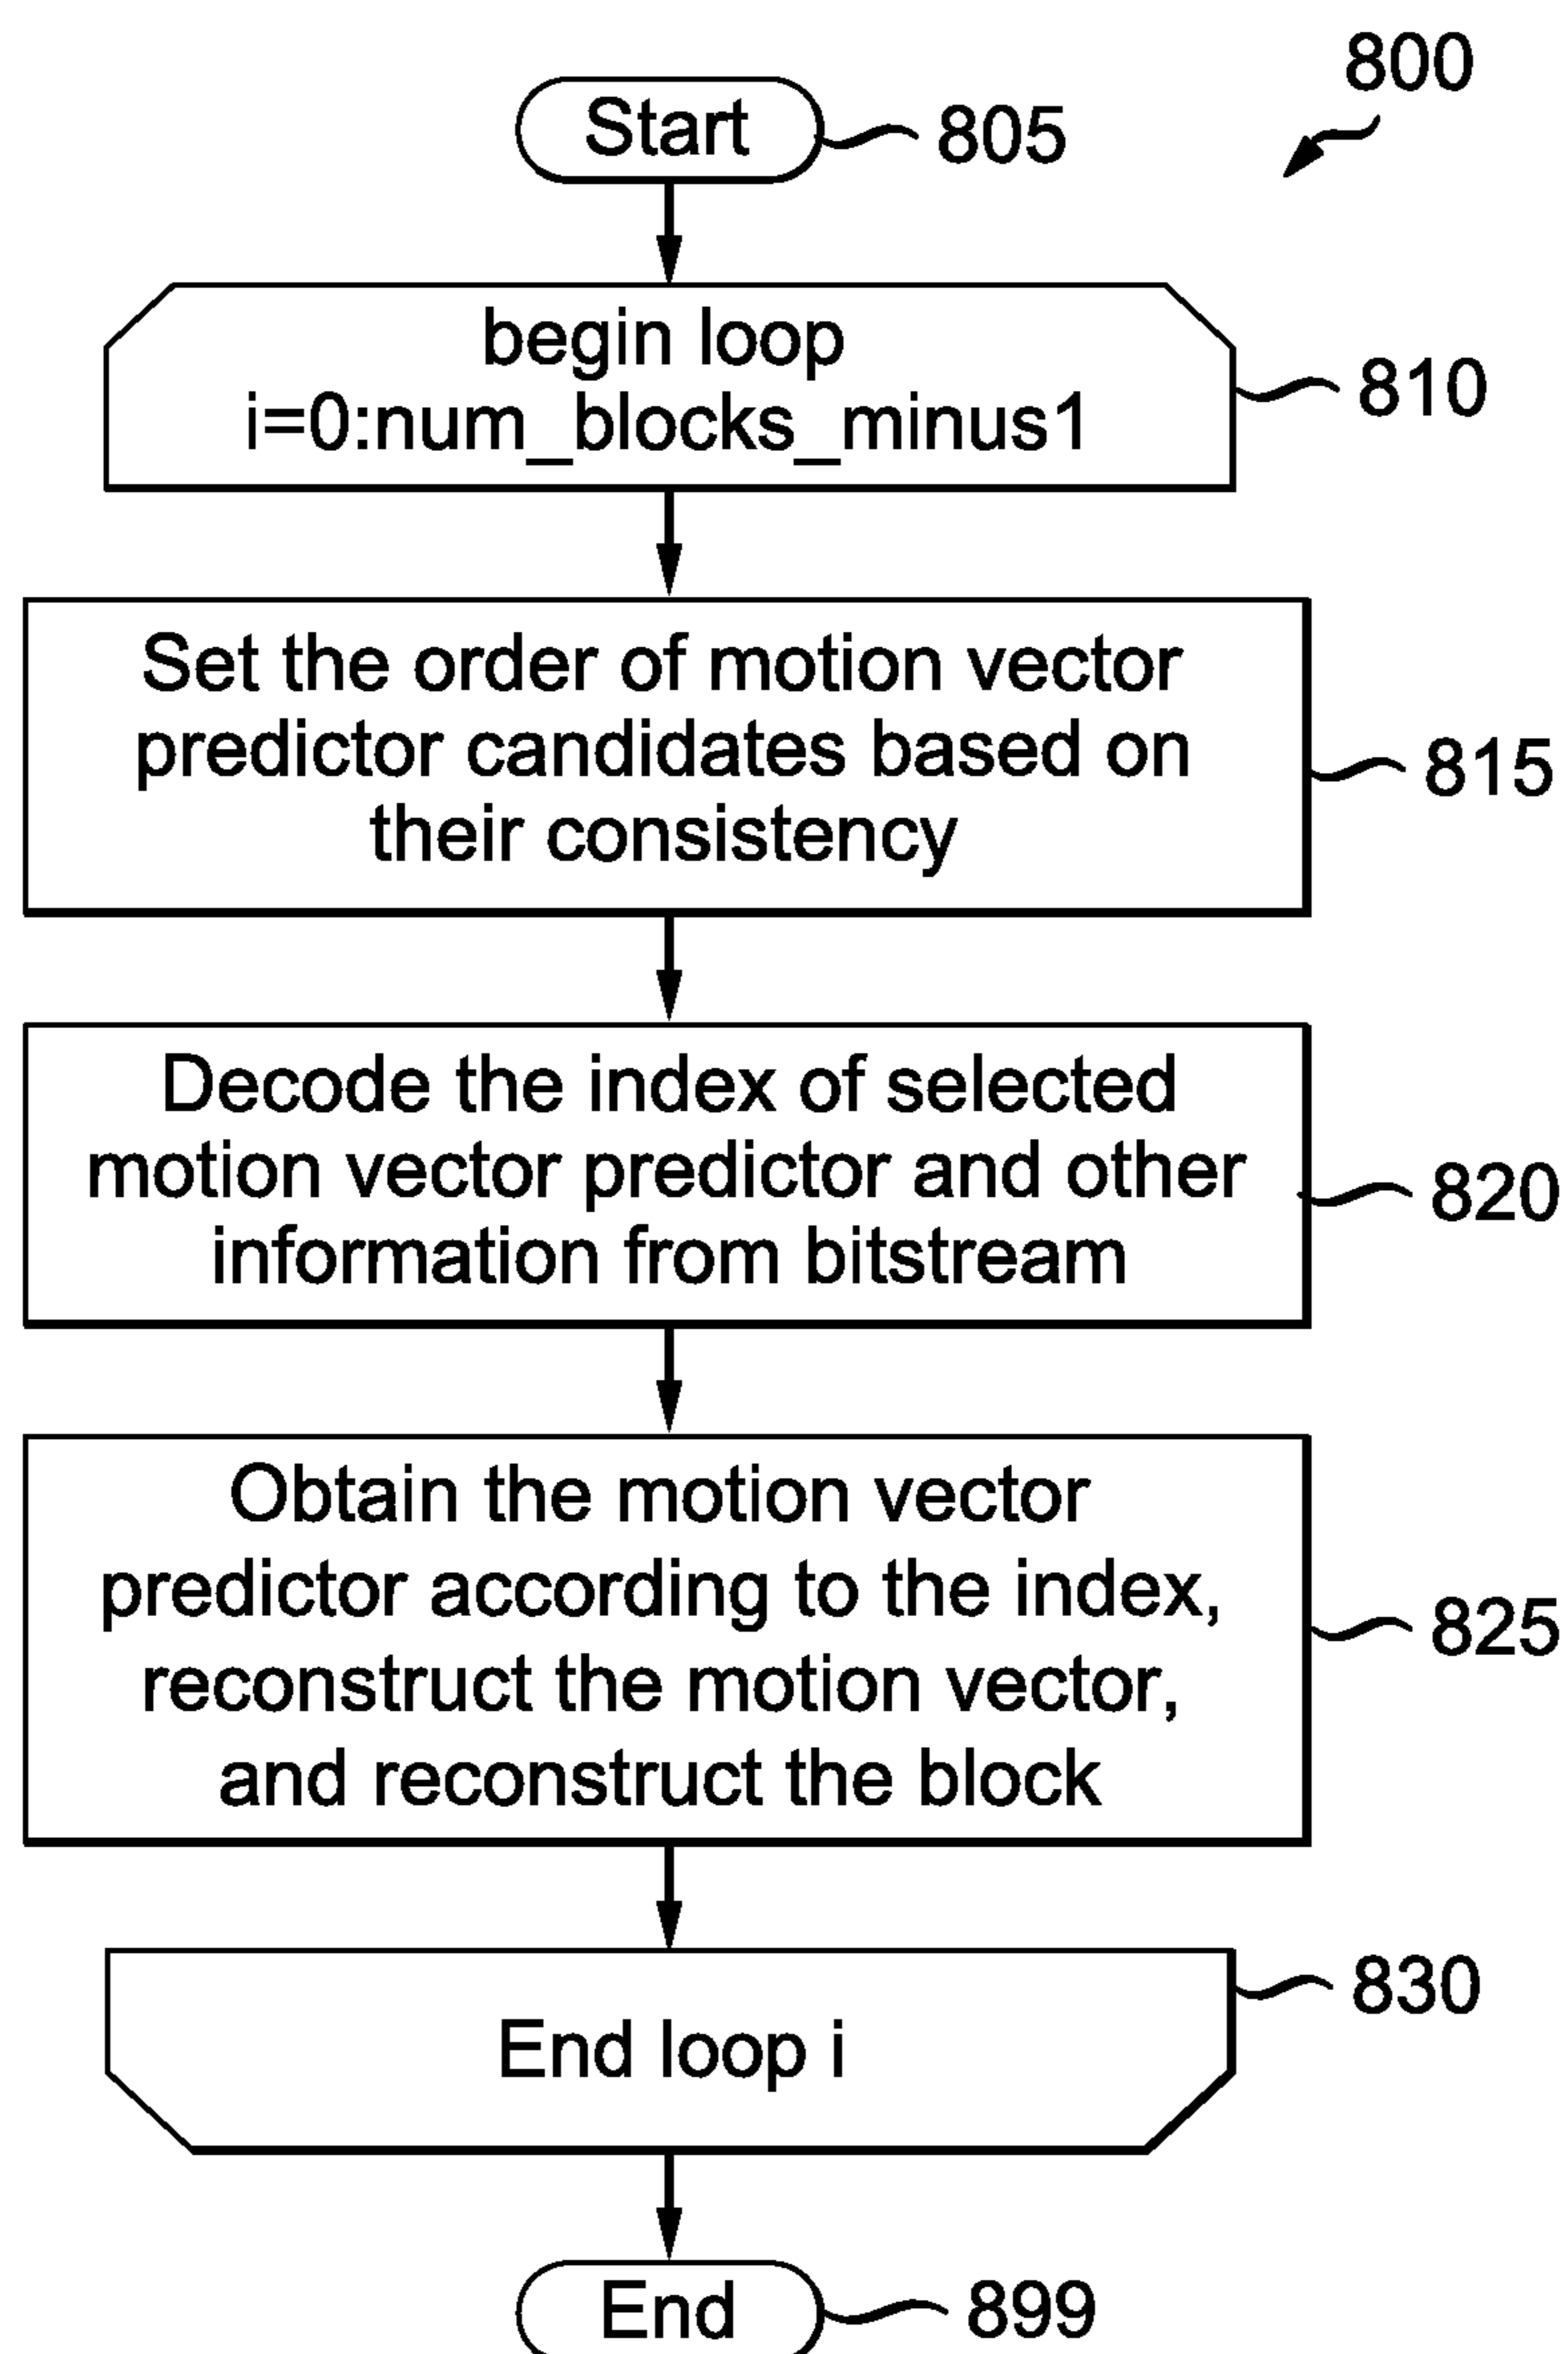 800
Start
805
begin loop
i=0:num_blocks_minus1
810
Set the order of motion vector
predictor candidates based on
their consistency
815
Decode the index of selected
motion vector predictor and other
information from bitstream
820
Obtain the motion vector
predictor according to the index,
reconstruct the motion vector,
and reconstruct the block
825
End loop i
830
End
899